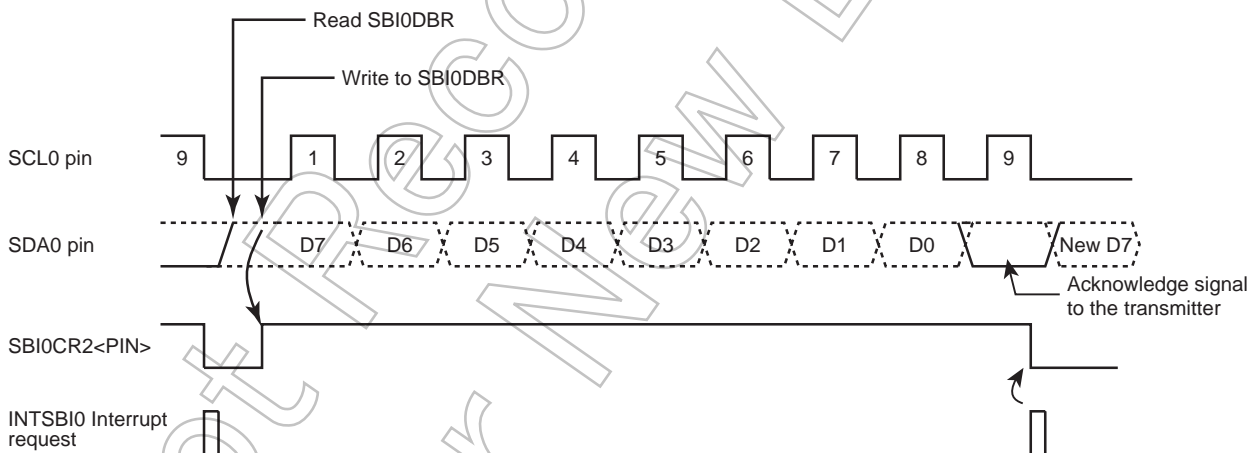 Read SBI0DBR
Write to SBI0DBR
SCL0 pin
9 1 2 3 4 5 6 7 8 9
SDA0 pin
D7 D6 D5 D4 D3 D2 D1 D0 New D7
Acknowledge signal
to the transmitter
SBI0CR2<PIN>
INTSBI0 Interrupt
request